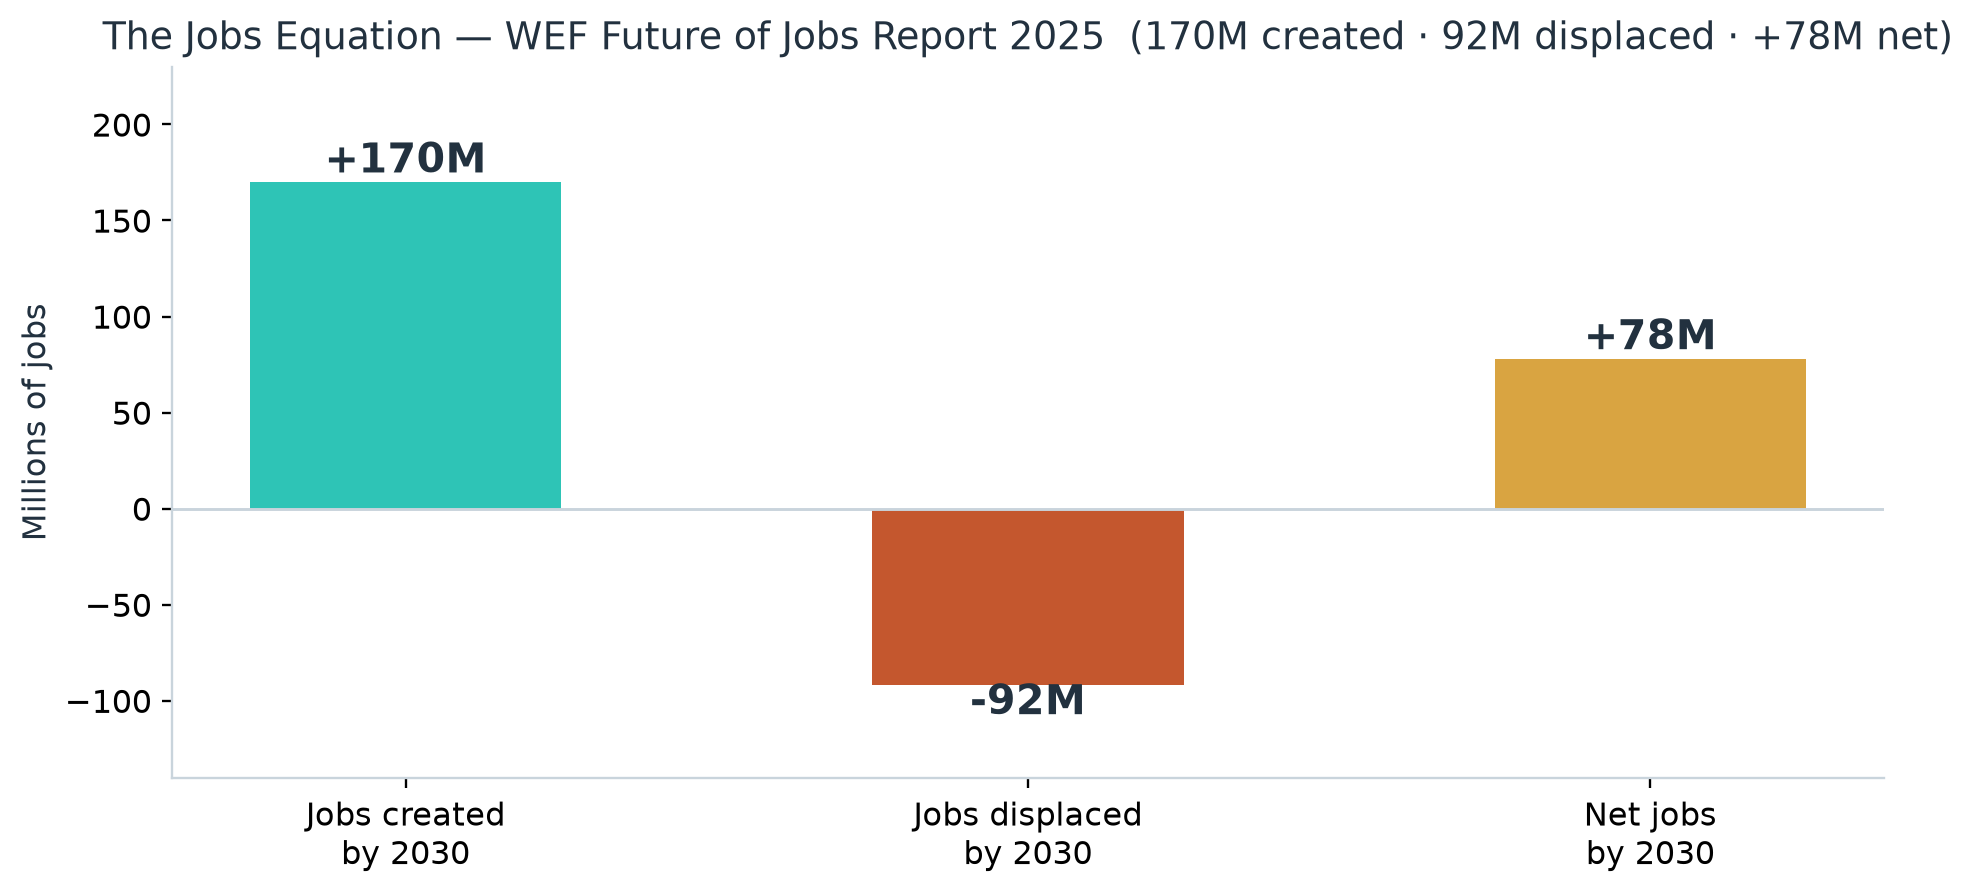 The Jobs Equation — WEF Future of Jobs Report 2025  (170M created · 92M displaced · +78M net)
Millions of jobs
200
150
100
50
0
−50
−100
+170M
-92M
+78M
Jobs created
by 2030
Jobs displaced
by 2030
Net jobs
by 2030